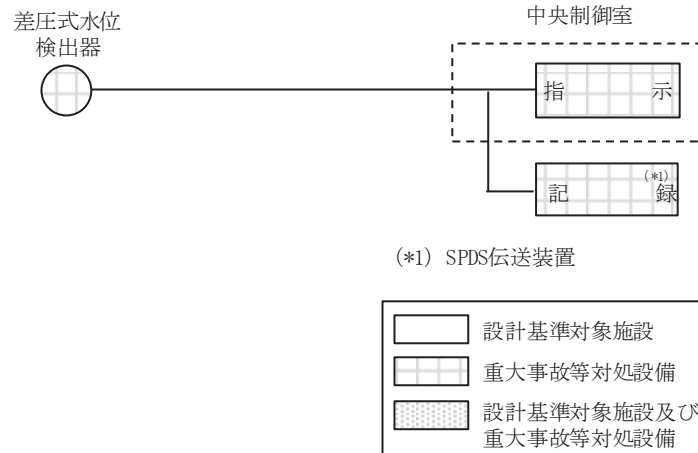 差圧式水位
検出器
中央制御室
指 示
(*1)
記 録
(*1) SPDS伝送装置
設計基準対象施設
重大事故等対処設備
設計基準対象施設及び
重大事故等対処設備